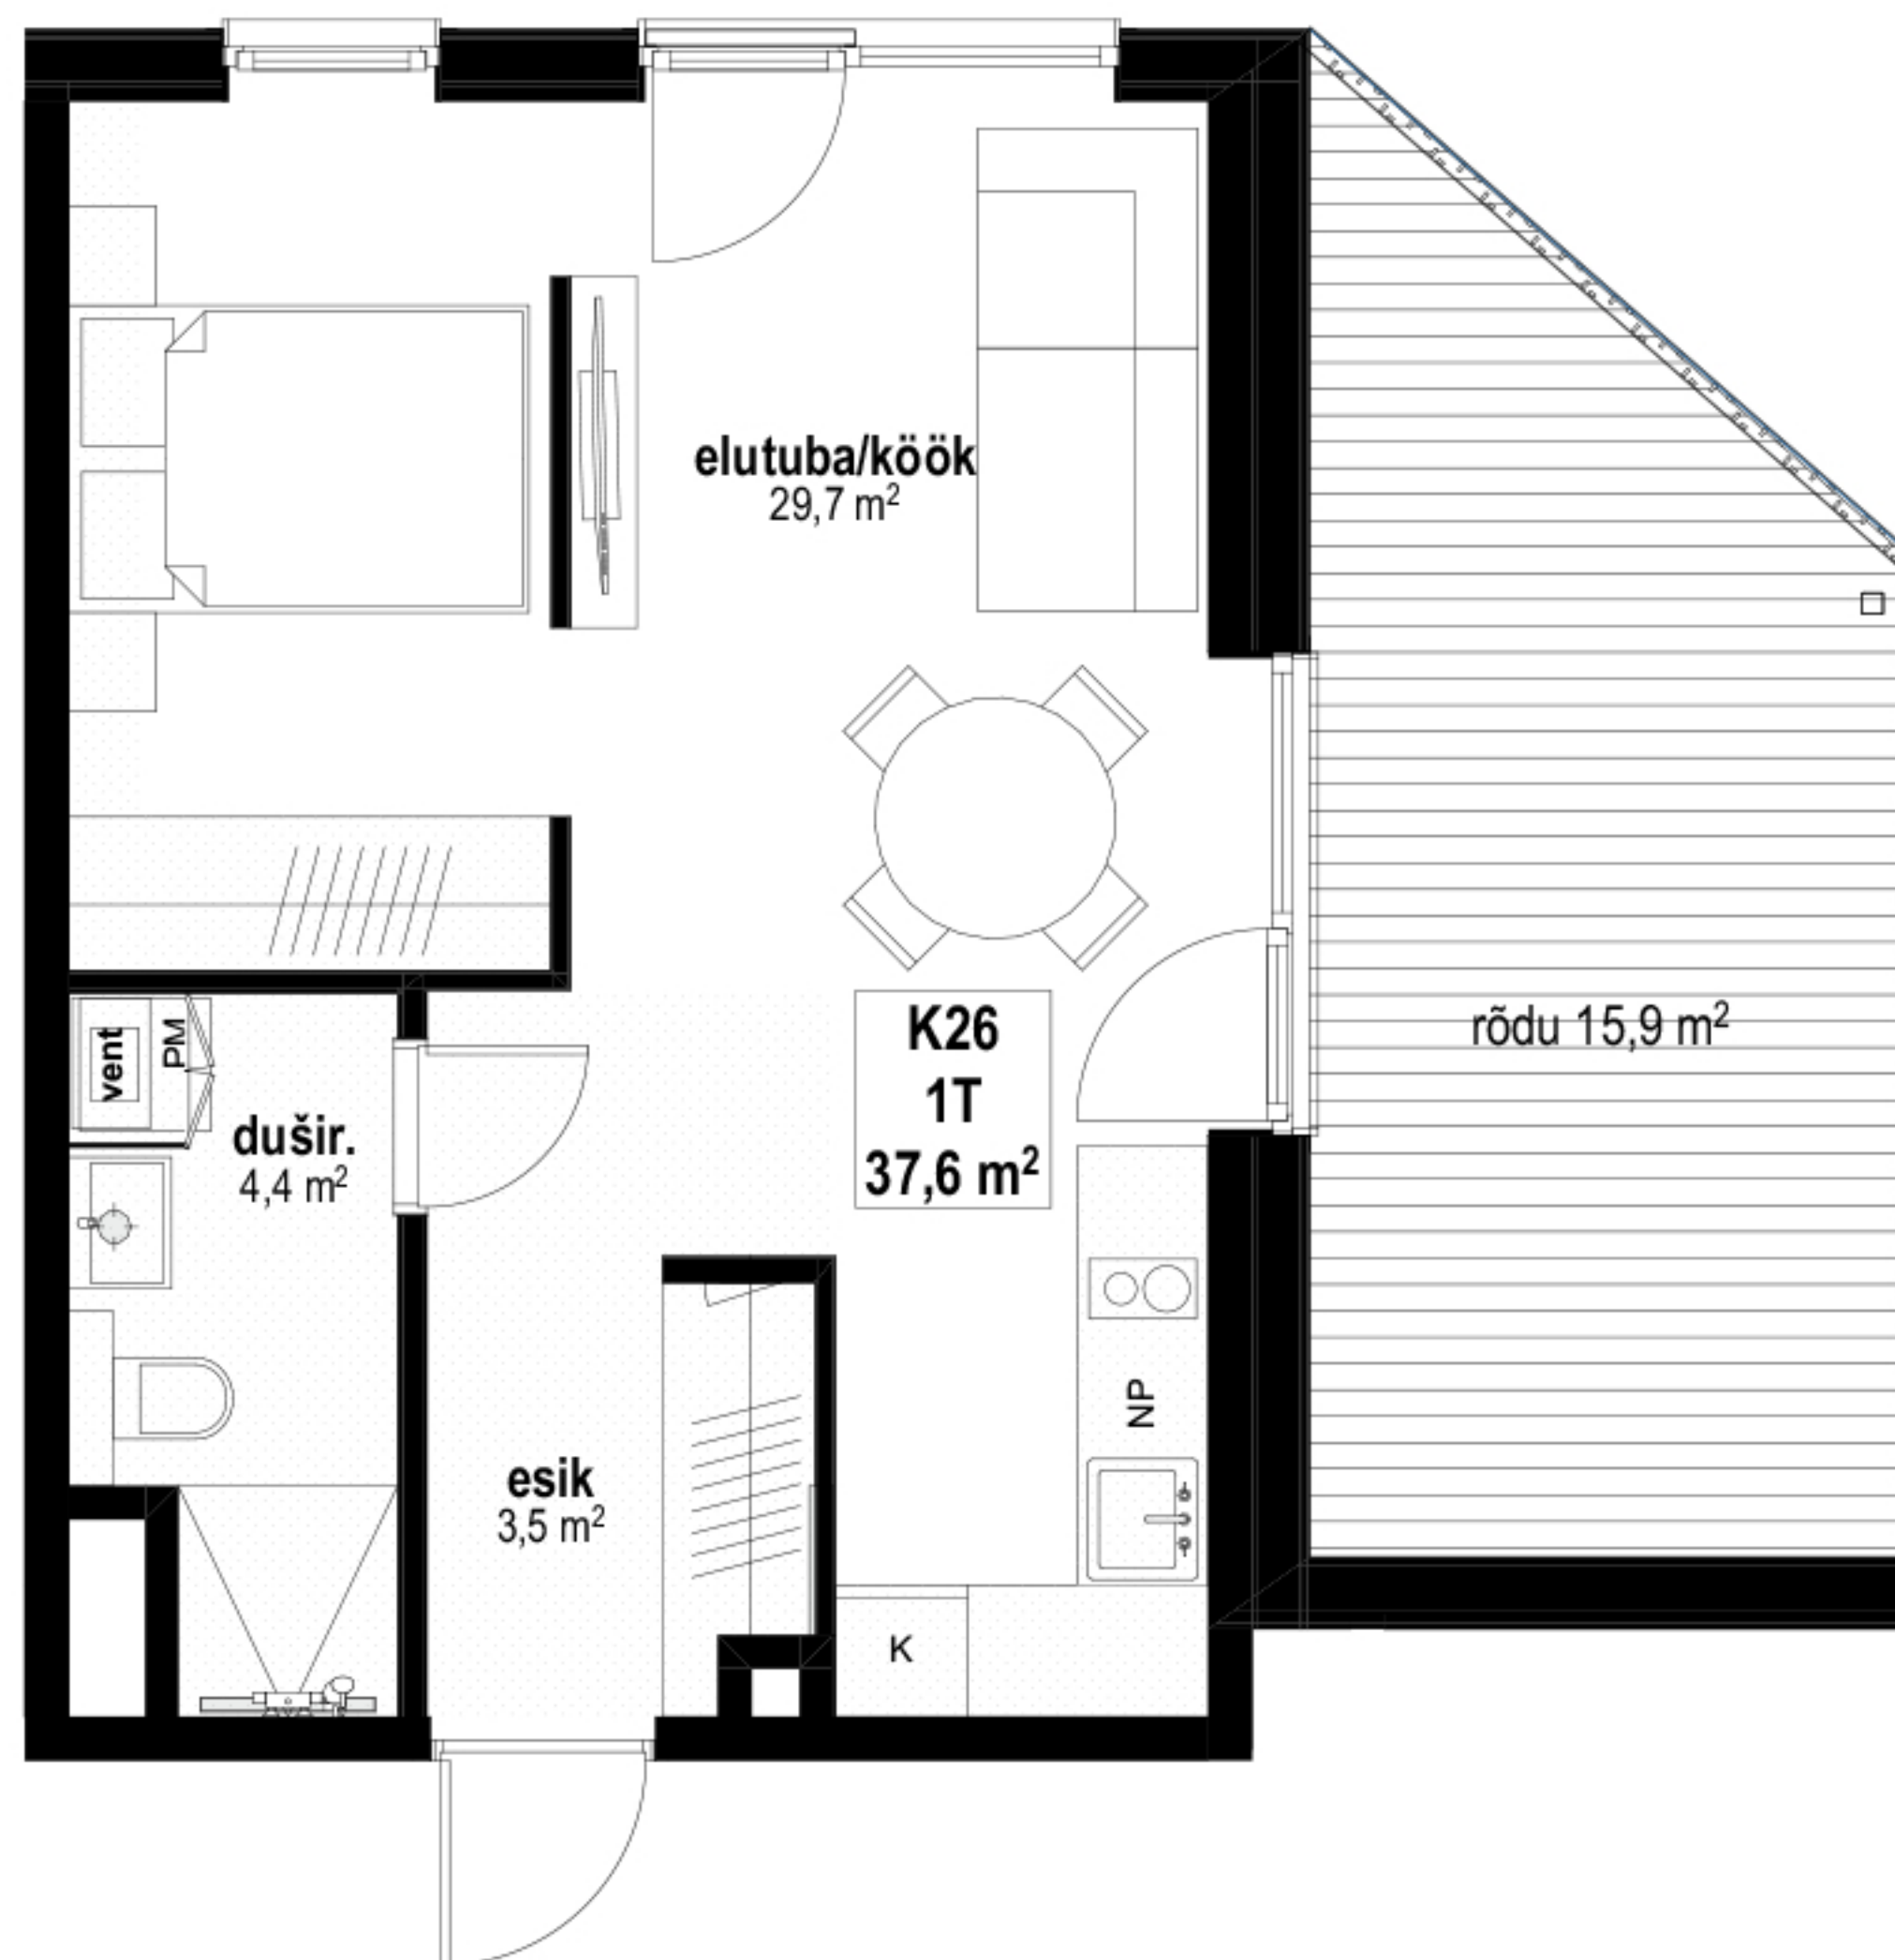 elutuba/köök
29,7 m²
K26
1T
37,6 m²
rõdu 15,9 m²
vent
PM
dušir.
4,4 m²
NP
esik
3,5 m²
K